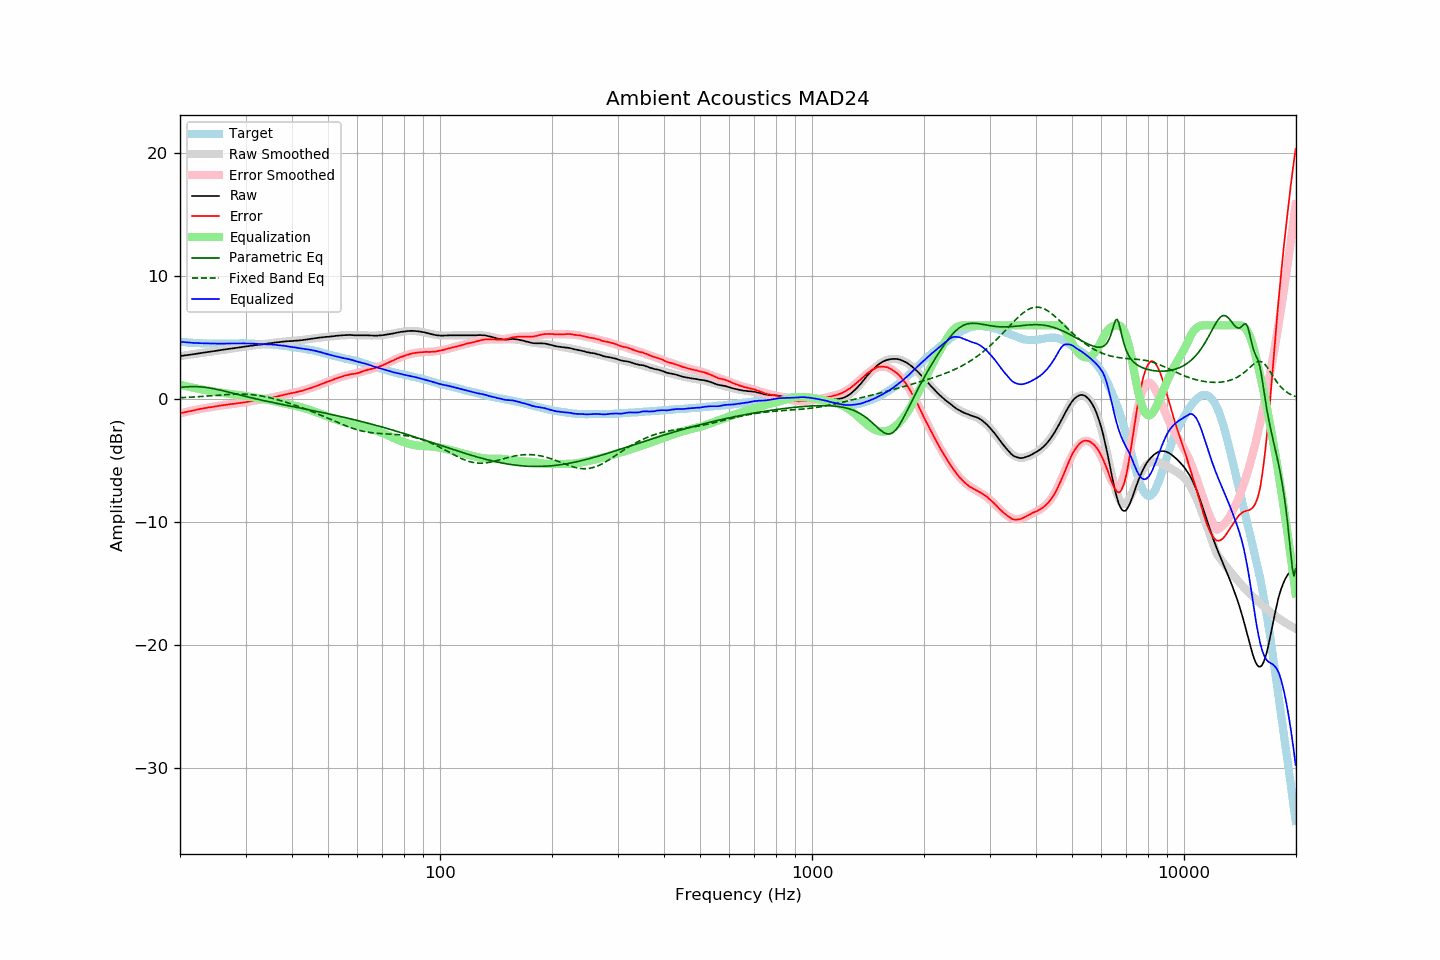 Ambient Acoustics MAD24
Target
Raw Smoothed
Error Smoothed
Raw
Error
Equalization
Parametric Eq
Fixed Band Eq
Equalized
20
10
0
−10
−20
−30
Amplitude (dBr)
100
1000
10000
Frequency (Hz)